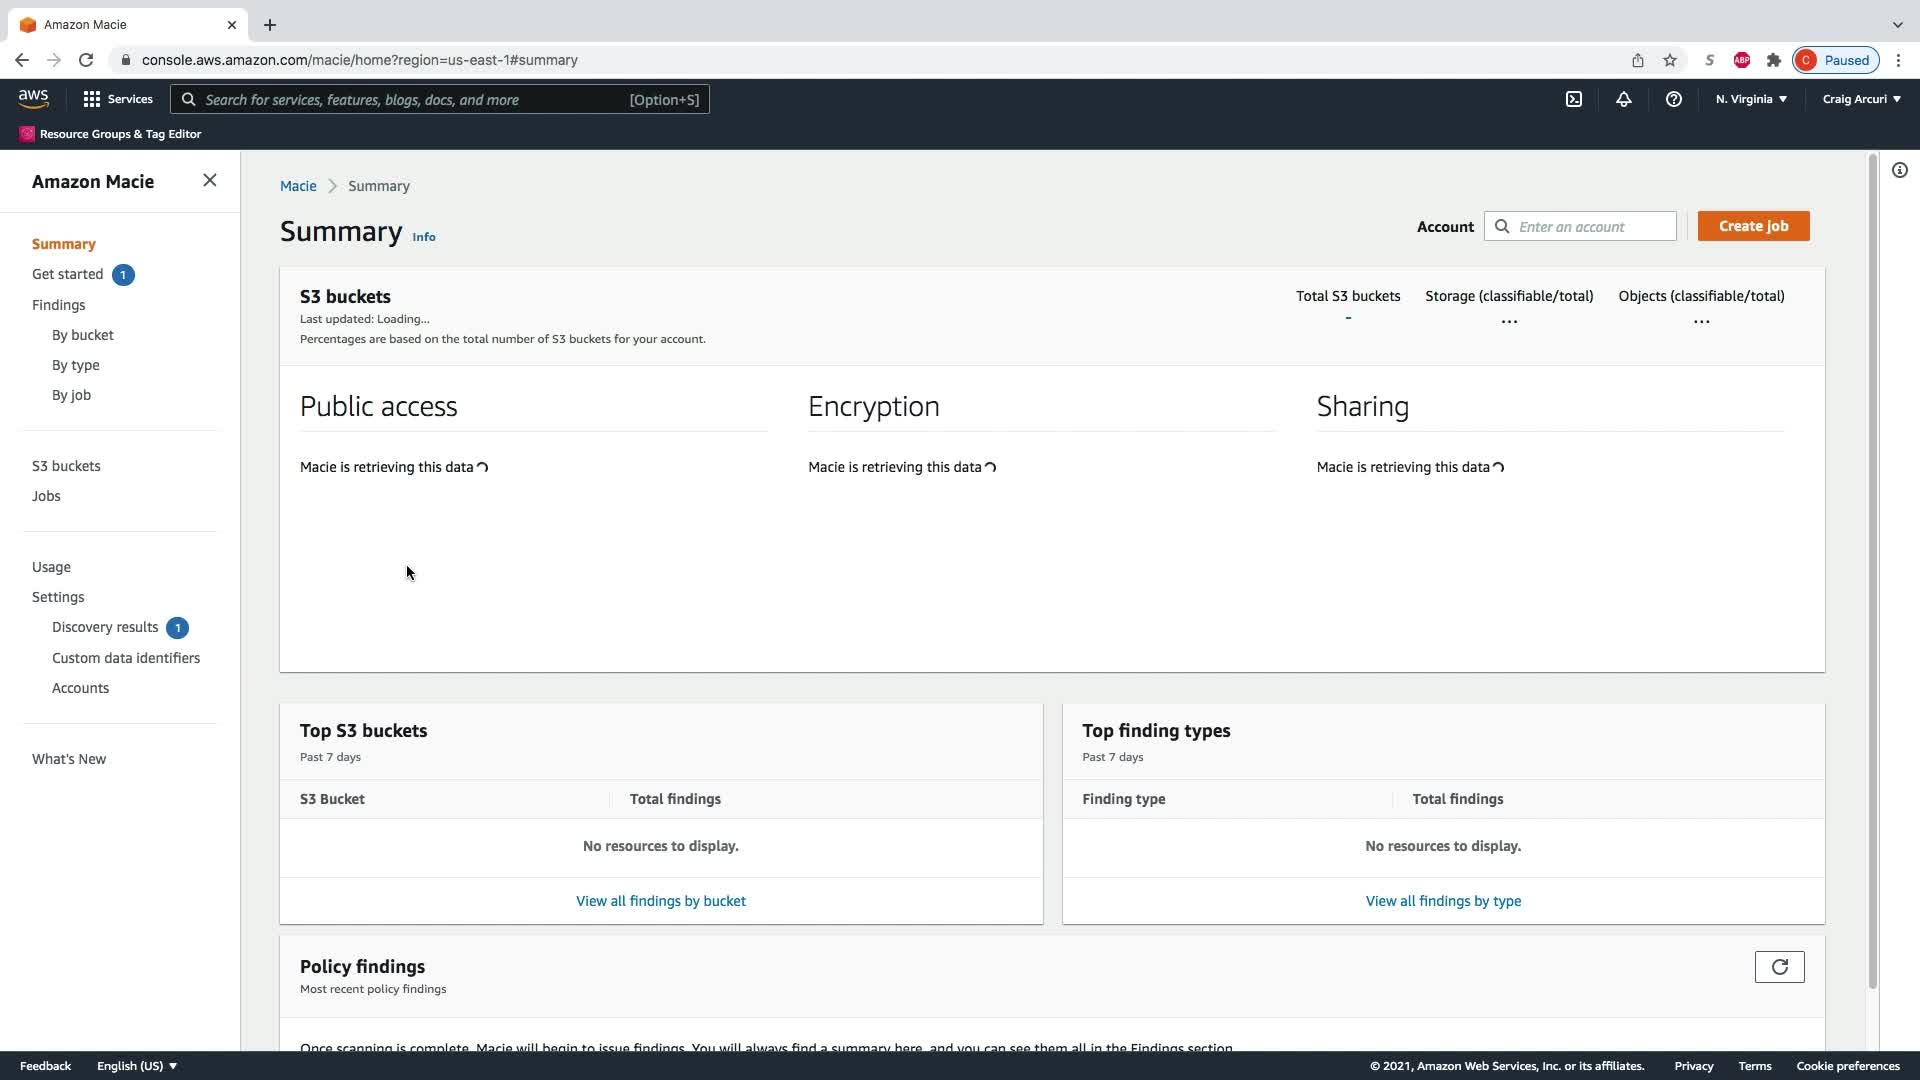 Amazon Macie
console.aws.amazon.com/macie/home?region=us-east-1#summary
S
ABP
C
Paused
aws
Services
Search for services, features, blogs, docs, and more
[Option+S]
N. Virginia
Craig Arcuri
Resource Groups & Tag Editor
Amazon Macie
Summary
Get started 1
Findings
By bucket
By type
By job
S3 buckets
Jobs
Usage
Settings
Discovery results 1
Custom data identifiers
Accounts
What's New
Macie > Summary
Summary Info
Account
Enter an account
Create job
S3 buckets
Last updated: Loading...
Percentages are based on the total number of S3 buckets for your account.
Total S3 buckets
-
Storage (classifiable/total)
...
Objects (classifiable/total)
...
Public access
Macie is retrieving this data
Encryption
Macie is retrieving this data
Sharing
Macie is retrieving this data
Top S3 buckets
Past 7 days
S3 Bucket
Total findings
No resources to display.
View all findings by bucket
Top finding types
Past 7 days
Finding type
Total findings
No resources to display.
View all findings by type
Policy findings
Most recent policy findings
Once scanning is complete, Macie will begin to issue findings. You will always find a summary here, and you can see them all in the Findings section.
Feedback
English (US)
© 2021, Amazon Web Services, Inc. or its affiliates.
Privacy
Terms
Cookie preferences